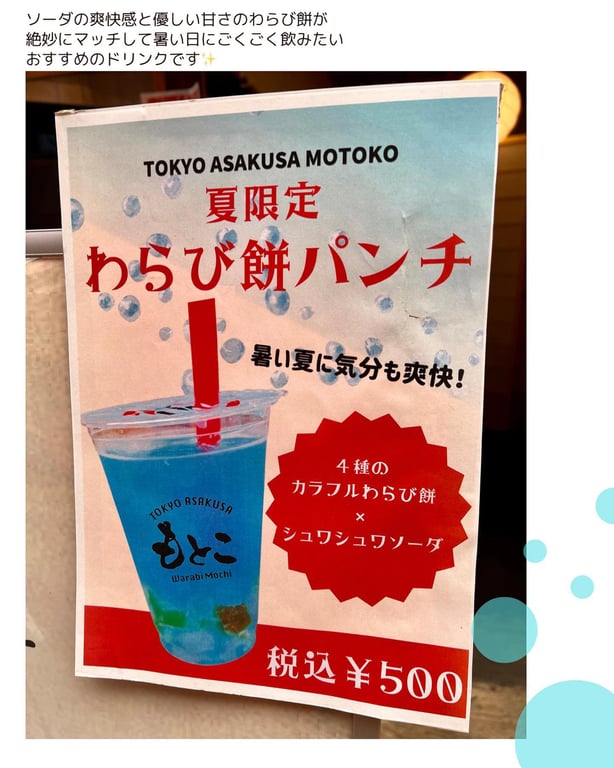 ソーダの爽快感と優しい甘さのわらび餅が
絶妙にマッチして暑い日にごくごく飲みたい
おすすめのドリンクです✨
TOKYO ASAKUSA MOTOKO
夏限定
わらび餅パンチ
暑い夏に気分も爽快!
4種の
カラフルわらび餅
×
シュワシュワソーダ
TOKYO ASAKUSA
もとこ
Warabi Mochi
税込¥500